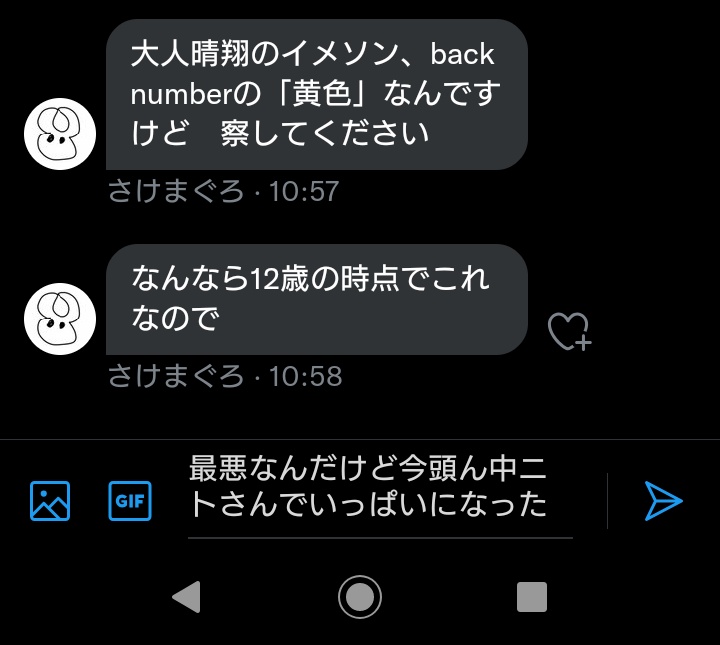 大人晴翔のイメソン、back
numberの「黄色」なんです
けど　察してください
さけまぐろ · 10:57
なんなら12歳の時点でこれ
なので
さけまぐろ · 10:58
最悪なんだけど今頭ん中ニ
トさんでいっぱいになった
GIF